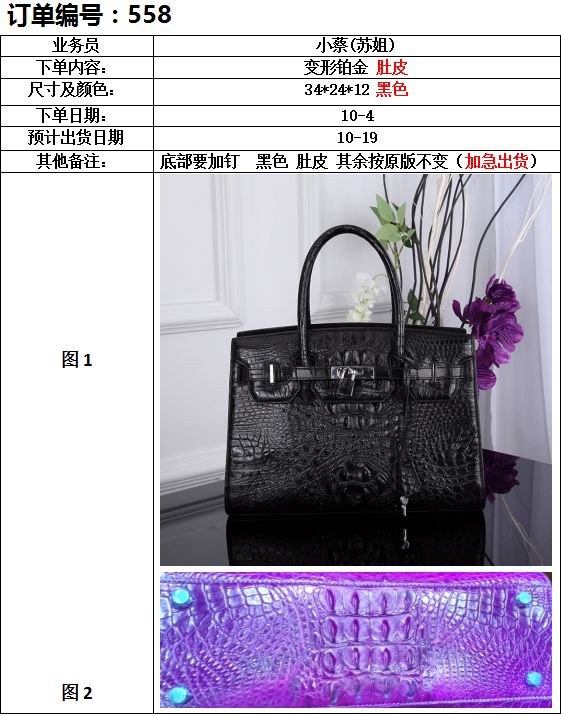 订单编号：558
业务员 小蔡(苏姐)
下单内容： 变形铂金 肚皮
尺寸及颜色： 34*24*12 黑色
下单日期： 10-4
预计出货日期 10-19
其他备注： 底部要加钉 黑色 肚皮 其余按原版不变（加急出货）
图1
图2